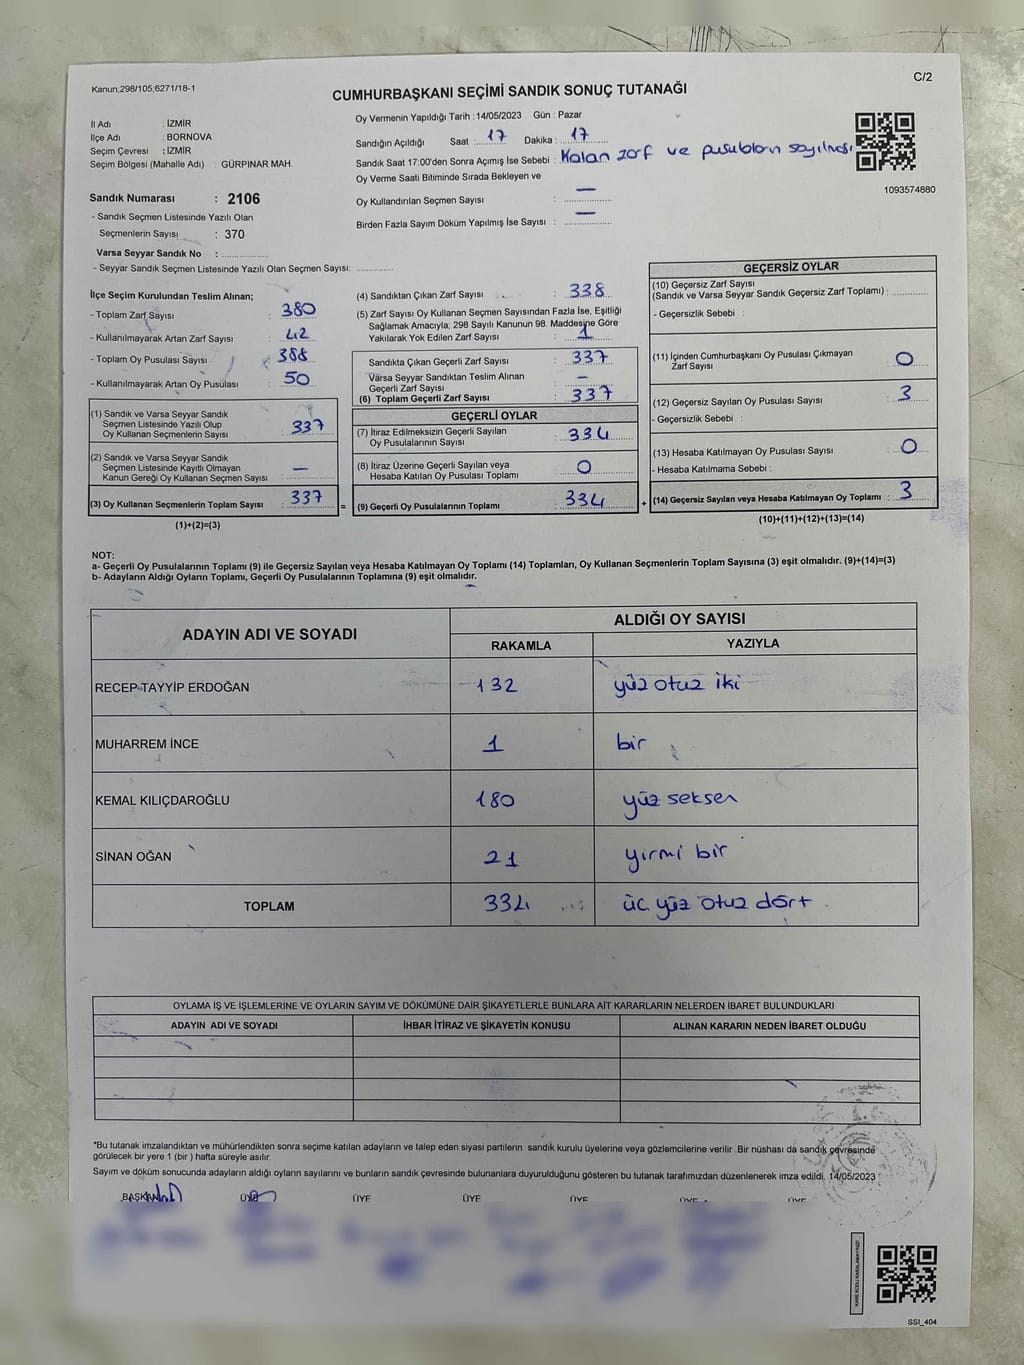 Kanun,298/105,6271/18-1
C/2
CUMHURBAŞKANI SEÇİMİ SANDIK SONUÇ TUTANAĞI
İl Adı : İZMİR
İlçe Adı : BORNOVA
Seçim Çevresi : İZMİR
Seçim Bölgesi (Mahalle Adı) : GÜRPINAR MAH.
Sandık Numarası : 2106
- Sandık Seçmen Listesinde Yazılı Olan
Seçmenlerin Sayısı : 370
Varsa Seyyar Sandık No :
- Seyyar Sandık Seçmen Listesinde Yazılı Olan Seçmen Sayısı:
Oy Vermenin Yapıldığı Tarih : 14/05/2023 Gün : Pazar
Sandığın Açıldığı Saat : 17 Dakika : 17
Sandık Saat 17:00'den Sonra Açımış İse Sebebi : Kalan zarf ve pusulaların sayılması
Oy Verme Saati Bitiminde Sırada Bekleyen ve
Oy Kullandırılan Seçmen Sayısı : —
Birden Fazla Sayım Döküm Yapılmış İse Sayısı : —
1093574880
İlçe Seçim Kurulundan Teslim Alınan;
- Toplam Zarf Sayısı : 380
- Kullanılmayarak Artan Zarf Sayısı : 42
- Toplam Oy Pusulası Sayısı : 388
- Kullanılmayarak Artan Oy Pusulası : 50
(1) Sandık ve Varsa Seyyar Sandık
Seçmen Listesinde Yazılı Olup
Oy Kullanan Seçmenlerin Sayısı : 337
(2) Sandık ve Varsa Seyyar Sandık
Seçmen Listesinde Kayıtlı Olmayan
Kanun Gereği Oy Kullanan Seçmen Sayısı : —
(3) Oy Kullanan Seçmenlerin Toplam Sayısı : 337
(1)+(2)=(3)
=
(4) Sandıktan Çıkan Zarf Sayısı : 338
(5) Zarf Sayısı Oy Kullanan Seçmen Sayısından Fazla İse, Eşitliği
Sağlamak Amacıyla; 298 Sayılı Kanunun 98. Maddesine Göre
Yakılarak Yok Edilen Zarf Sayısı : 1
Sandıkta Çıkan Geçerli Zarf Sayısı : 337
Varsa Seyyar Sandıktan Teslim Alınan
Geçerli Zarf Sayısı : —
(6) Toplam Geçerli Zarf Sayısı : 337
GEÇERLİ OYLAR
(7) İtiraz Edilmeksizin Geçerli Sayılan
Oy Pusulalarının Sayısı : 334
(8) İtiraz Üzerine Geçerli Sayılan veya
Hesaba Katılan Oy Pusulası Toplamı : 0
(9) Geçerli Oy Pusulalarının Toplamı : 334
+
GEÇERSİZ OYLAR
(10) Geçersiz Zarf Sayısı
(Sandık ve Varsa Seyyar Sandık Geçersiz Zarf Toplamı) :
- Geçersizlik Sebebi :
(11) İçinden Cumhurbaşkanı Oy Pusulası Çıkmayan
Zarf Sayısı : 0
(12) Geçersiz Sayılan Oy Pusulası Sayısı : 3
- Geçersizlik Sebebi :
(13) Hesaba Katılmayan Oy Pusulası Sayısı : 0
- Hesaba Katılmama Sebebi :
(14) Geçersiz Sayılan veya Hesaba Katılmayan Oy Toplamı : 3
(10)+(11)+(12)+(13)=(14)
NOT:
a- Geçerli Oy Pusulalarının Toplamı (9) ile Geçersiz Sayılan veya Hesaba Katılmayan Oy Toplamı (14) Toplamları, Oy Kullanan Seçmenlerin Toplam Sayısına (3) eşit olmalıdır. (9)+(14)=(3)
b- Adayların Aldığı Oyların Toplamı, Geçerli Oy Pusulalarının Toplamına (9) eşit olmalıdır.
ADAYIN ADI VE SOYADI ALDIĞI OY SAYISI
RAKAMLA YAZIYLA
RECEP TAYYİP ERDOĞAN 132 yüz otuz iki
MUHARREM İNCE 1 bir
KEMAL KILIÇDAROĞLU 180 yüz seksen
SİNAN OĞAN 21 yirmi bir
TOPLAM 334 üç yüz otuz dört
OYLAMA İŞ VE İŞLEMLERİNE VE OYLARIN SAYIM VE DÖKÜMÜNE DAİR ŞİKAYETLERLE BUNLARA AİT KARARLARIN NELERDEN İBARET BULUNDUKLARI
ADAYIN ADI VE SOYADI İHBAR İTİRAZ VE ŞİKAYETİN KONUSU ALINAN KARARIN NEDEN İBARET OLDUĞU
*Bu tutanak imzalandıktan ve mühürlendikten sonra seçime katılan adayların ve talep eden siyasi partilerin sandık kurulu üyelerine veya gözlemcilerine verilir .Bir nüshası da sandık çevresinde
görülecek bir yere 1 (bir ) hafta süreyle asılır.
Sayım ve döküm sonucunda adayların aldığı oyların sayılarını ve bunların sandık çevresinde bulunanlara duyurulduğunu gösteren bu tutanak tarafımızdan düzenlenerek imza edildi. 14/05/2023
BAŞKAN ÜYE ÜYE ÜYE ÜYE ÜYE ÜYE
SSI_404